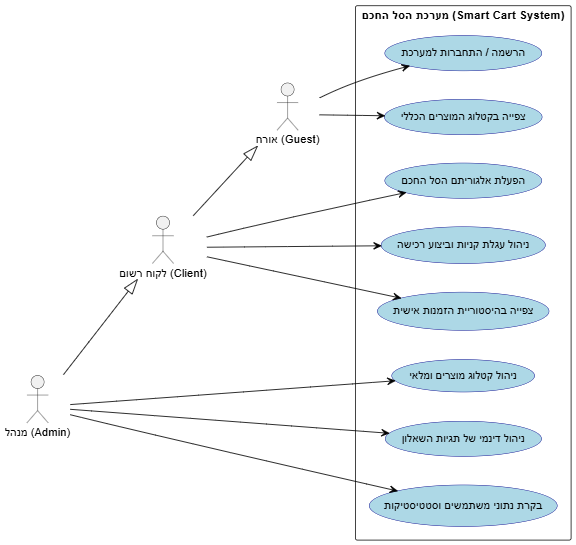 מערכת הסל החכם (Smart Cart System)
הרשמה / התחברות למערכת
צפייה בקטלוג המוצרים הכללי
אורח (Guest)
הפעלת אלגוריתם הסל החכם
ניהול עגלת קניות וביצוע רכישה
לקוח רשום (Client)
צפייה בהיסטוריית הזמנות אישית
ניהול קטלוג מוצרים ומלאי
מנהל (Admin)
ניהול דינמי של תגיות השאלון
בקרת נתוני משתמשים וסטטיסטיקות